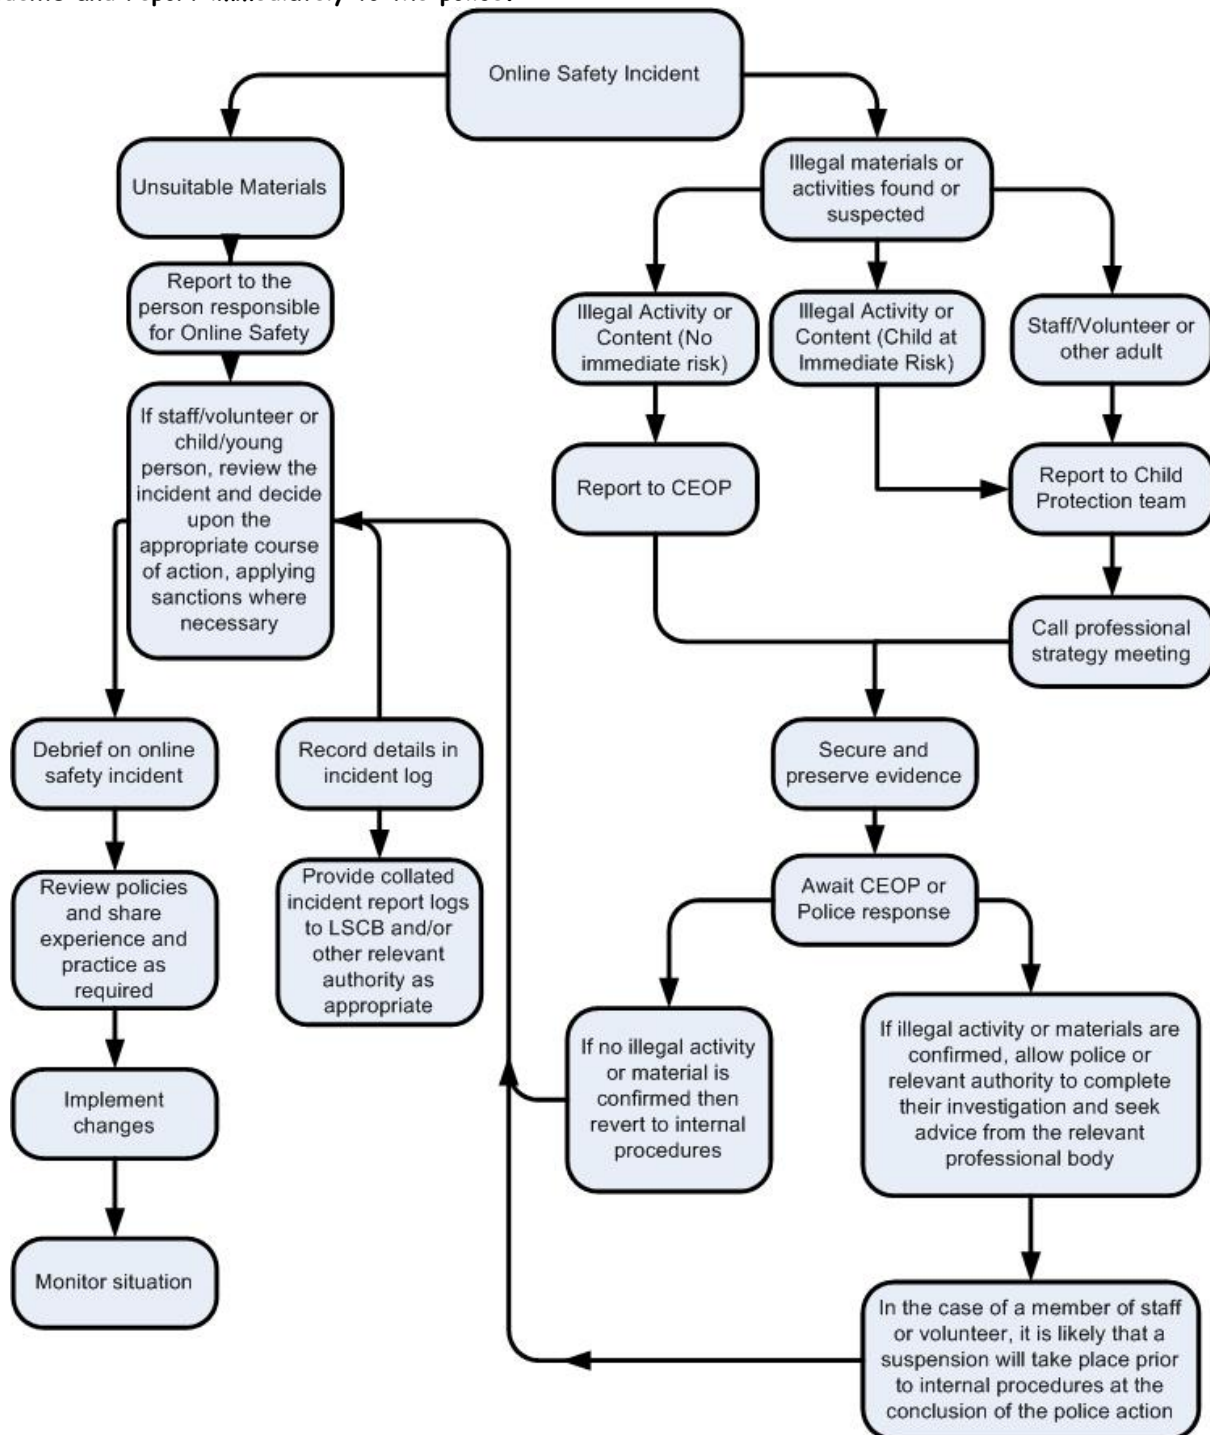 and report immediately to the police.
Online Safety Incident
Unsuitable Materials
Illegal materials or
activities found or
suspected
Report to the
person responsible
for Online Safety
Illegal Activity or
Content (No
immediate risk)
Illegal Activity or
Content (Child at
Immediate Risk)
Staff/Volunteer or
other adult
If staff/volunteer or
child/young
person, review the
incident and decide
upon the
appropriate course
of action, applying
sanctions where
necessary
Report to CEOP
Report to Child
Protection team
Call professional
strategy meeting
Debrief on online
safety incident
Record details in
incident log
Secure and
preserve evidence
Review policies
and share
experience and
practice as
required
Provide collated
incident report logs
to LSCB and/or
other relevant
authority as
appropriate
Await CEOP or
Police response
If no illegal activity
or material is
confirmed then
revert to internal
procedures
If illegal activity or materials are
confirmed, allow police or
relevant authority to complete
their investigation and seek
advice from the relevant
professional body
Implement
changes
Monitor situation
In the case of a member of staff
or volunteer, it is likely that a
suspension will take place prior
to internal procedures at the
conclusion of the police action